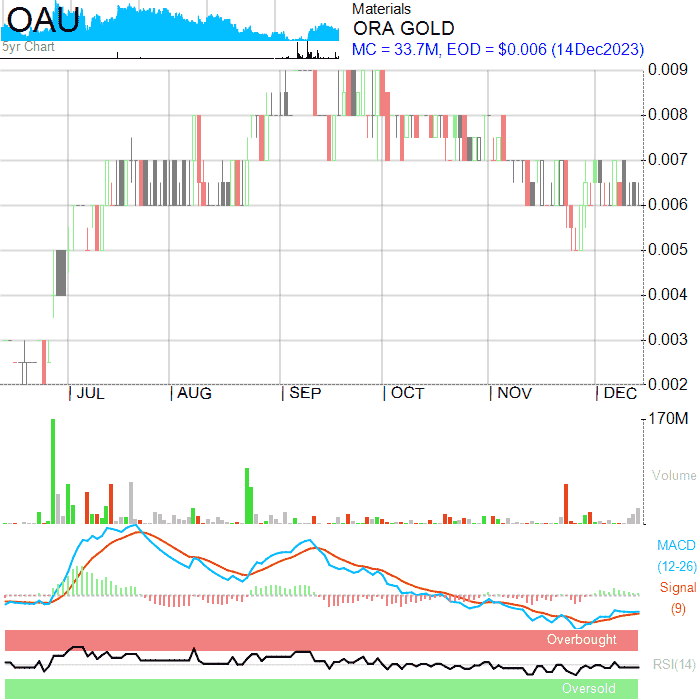 OAU
5yr Chart
Materials
ORA GOLD
MC = 33.7M, EOD = $0.006 (14Dec2023)
0.009
0.008
0.007
0.006
0.005
0.004
0.003
0.002
JUL AUG SEP OCT NOV DEC
170M
Volume
MACD
(12-26)
Signal
(9)
Overbought
RSI(14)
Oversold